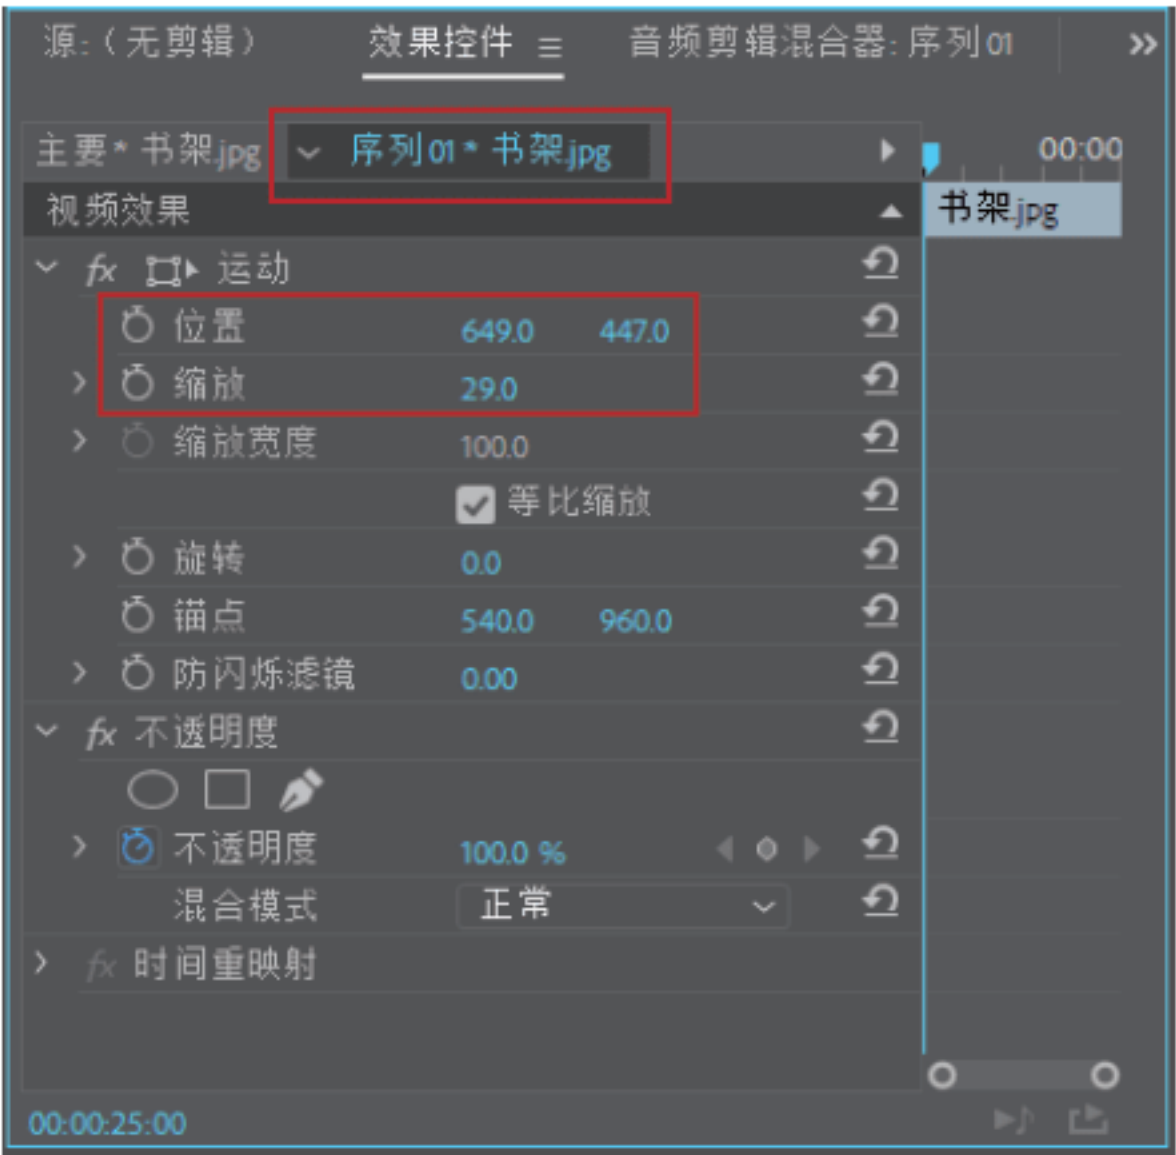 源:（无剪辑） 效果控件 音频剪辑混合器: 序列 01
主要* 书架.jpg 序列 01 * 书架.jpg 00:00
视频效果 书架.jpg
fx 运动
位置 649.0 447.0
缩放 29.0
缩放宽度 100.0
等比缩放
旋转 0.0
锚点 540.0 960.0
防闪烁滤镜 0.00
fx 不透明度
不透明度 100.0 %
混合模式 正常
fx 时间重映射
00:00:25:00